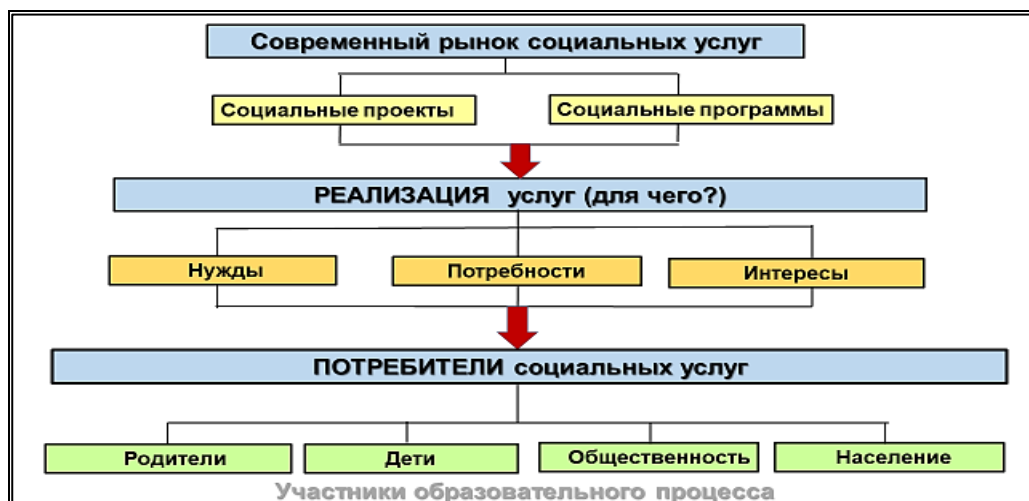 Современный рынок социальных услуг
Социальные проекты
Социальные программы
РЕАЛИЗАЦИЯ услуг (для чего?)
Нужды
Потребности
Интересы
ПОТРЕБИТЕЛИ социальных услуг
Родители
Дети
Общественность
Население
Участники образовательного процесса